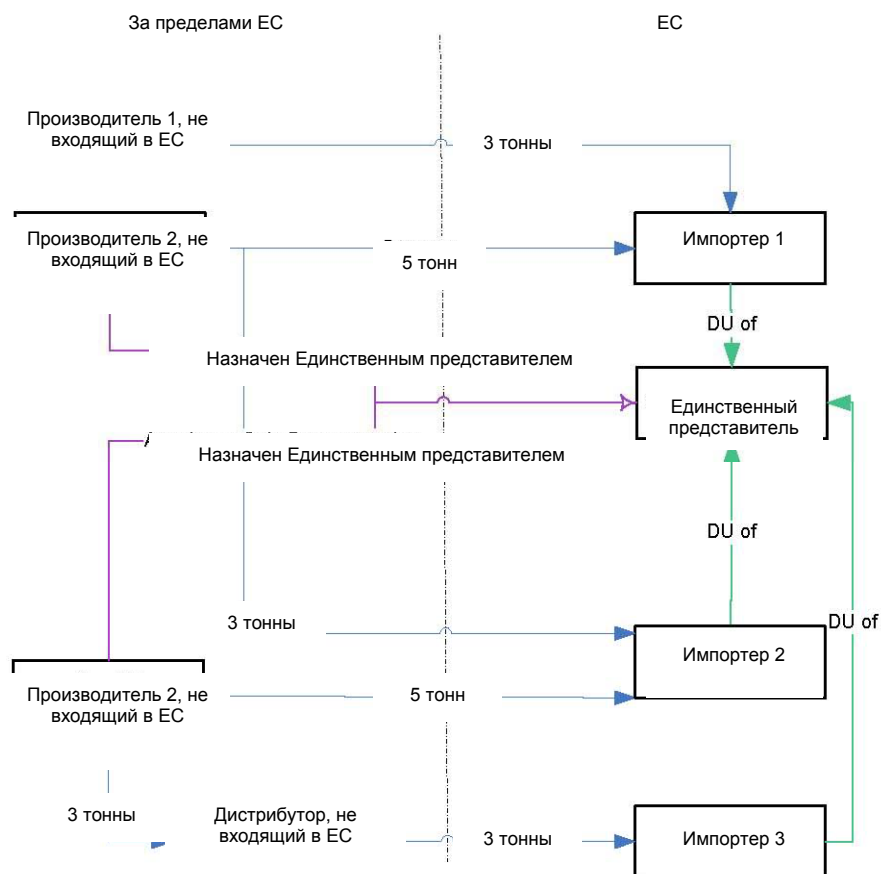 За пределами ЕС
ЕС
Производитель 1, не
входящий в ЕС
3 тонны
Производитель 2, не
входящий в ЕС
5 тонн
Импортер 1
DU of
Назначен Единственным представителем
Единственный
представитель
Назначен Единственным представителем
DU of
3 тонны
DU of
Импортер 2
Производитель 2, не
входящий в ЕС
5 тонн
3 тонны
Дистрибутор, не
входящий в ЕС
3 тонны
Импортер 3